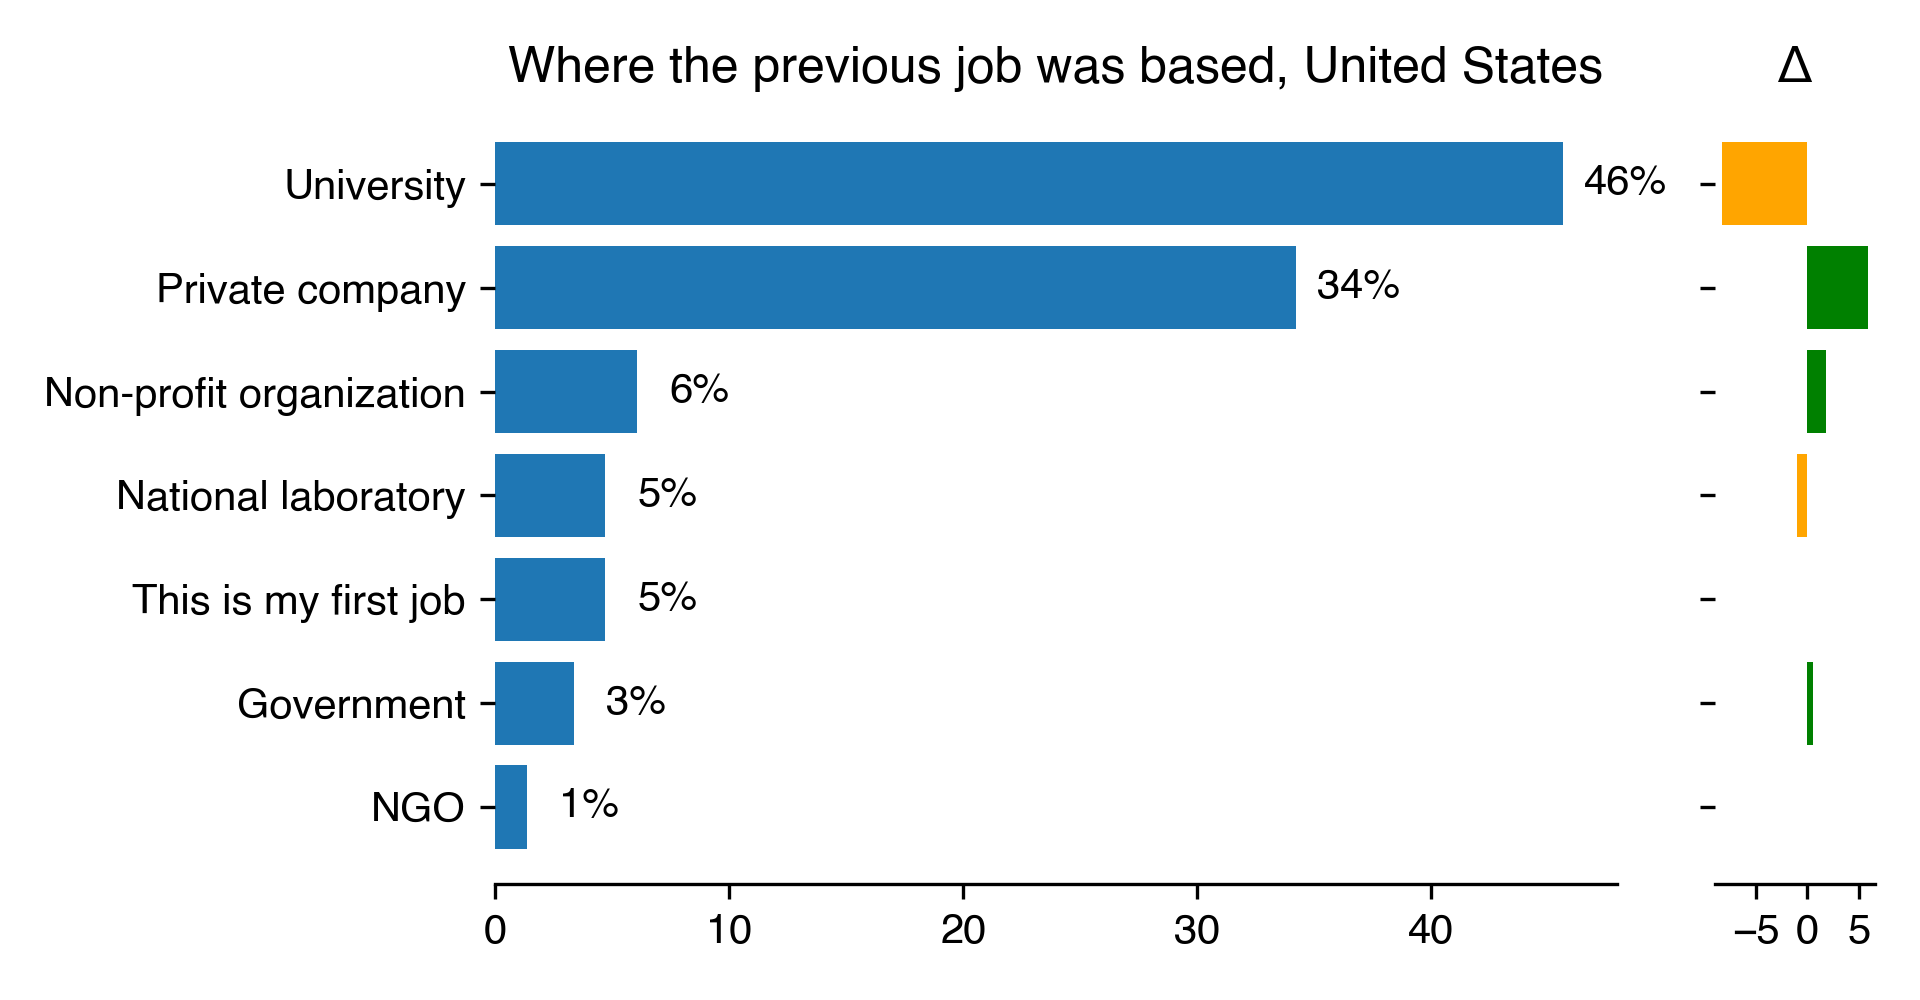 Where the previous job was based, United States
Δ
University
46%
Private company
34%
Non-profit organization
6%
National laboratory
5%
This is my first job
5%
Government
3%
NGO
1%
0 10 20 30 40
−5 0 5